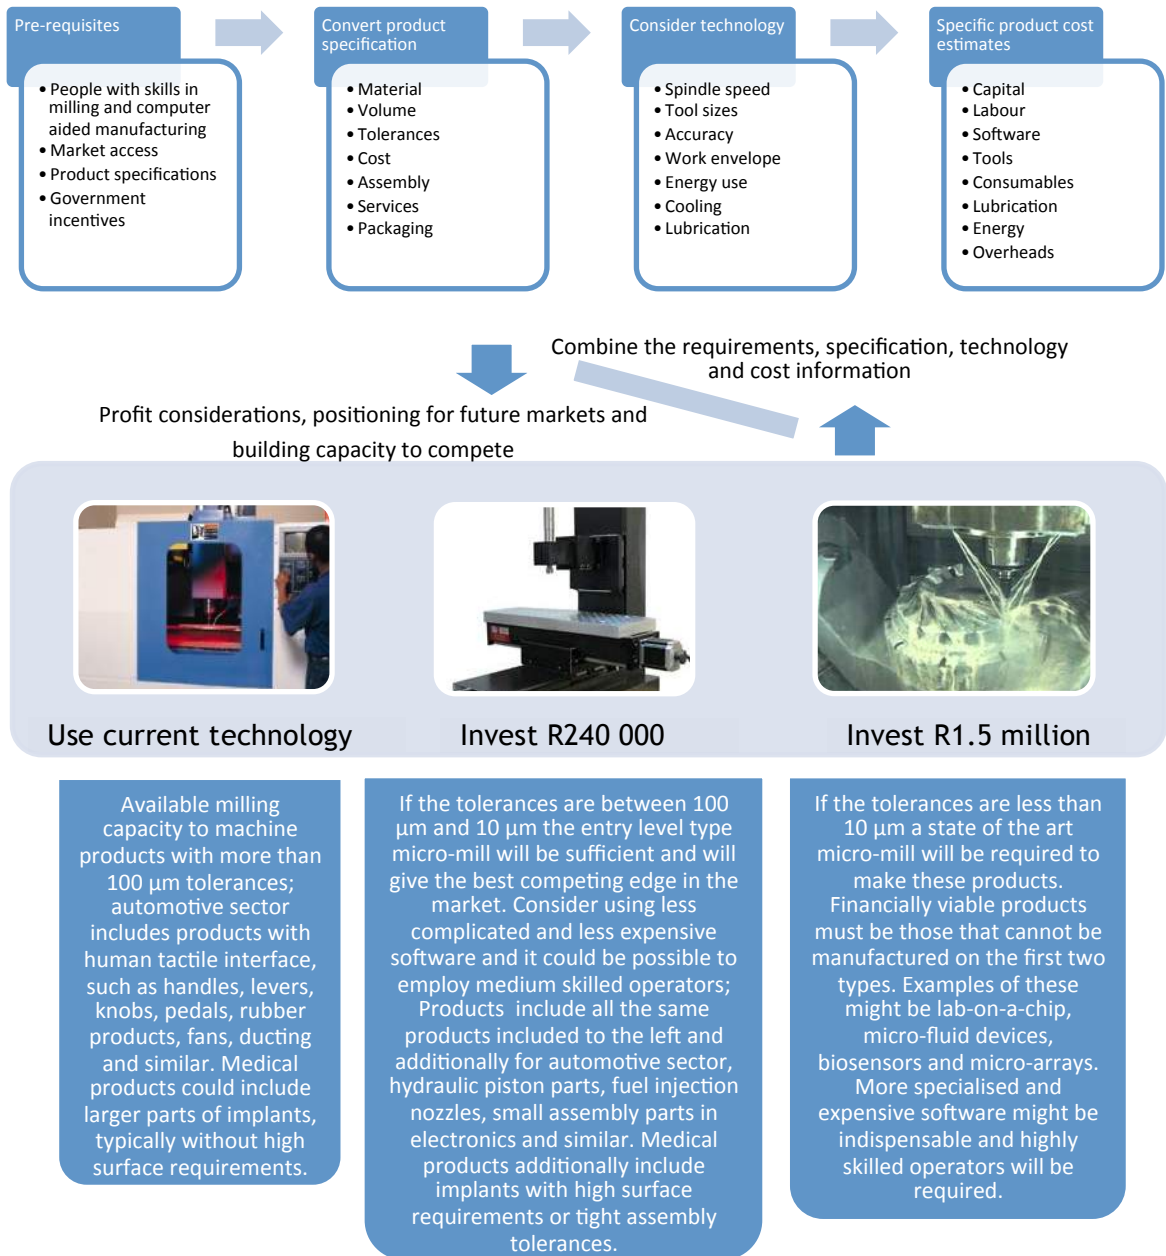 Pre-requisites
• People with skills in
milling and computer
aided manufacturing
• Market access
• Product specifications
• Government
incentives
Convert product
specification
• Material
• Volume
• Tolerances
• Cost
• Assembly
• Services
• Packaging
Consider technology
• Spindle speed
• Tool sizes
• Accuracy
• Work envelope
• Energy use
• Cooling
• Lubrication
Specific product cost
estimates
• Capital
• Labour
• Software
• Tools
• Consumables
• Lubrication
• Energy
• Overheads
Combine the requirements, specification, technology
and cost information
Profit considerations, positioning for future markets and
building capacity to compete
Use current technology
Invest R240 000
Invest R1.5 million
Available milling
capacity to machine
products with more than
100 µm tolerances;
automotive sector
includes products with
human tactile interface,
such as handles, levers,
knobs, pedals, rubber
products, fans, ducting
and similar. Medical
products could include
larger parts of implants,
typically without high
surface requirements.
If the tolerances are between 100
µm and 10 µm the entry level type
micro-mill will be sufficient and will
give the best competing edge in the
market. Consider using less
complicated and less expensive
software and it could be possible to
employ medium skilled operators;
Products include all the same
products included to the left and
additionally for automotive sector,
hydraulic piston parts, fuel injection
nozzles, small assembly parts in
electronics and similar. Medical
products additionally include
implants with high surface
requirements or tight assembly
tolerances.
If the tolerances are less than
10 µm a state of the art
micro-mill will be required to
make these products.
Financially viable products
must be those that cannot be
manufactured on the first two
types. Examples of these
might be lab-on-a-chip,
micro-fluid devices,
biosensors and micro-arrays.
More specialised and
expensive software might be
indispensable and highly
skilled operators will be
required.